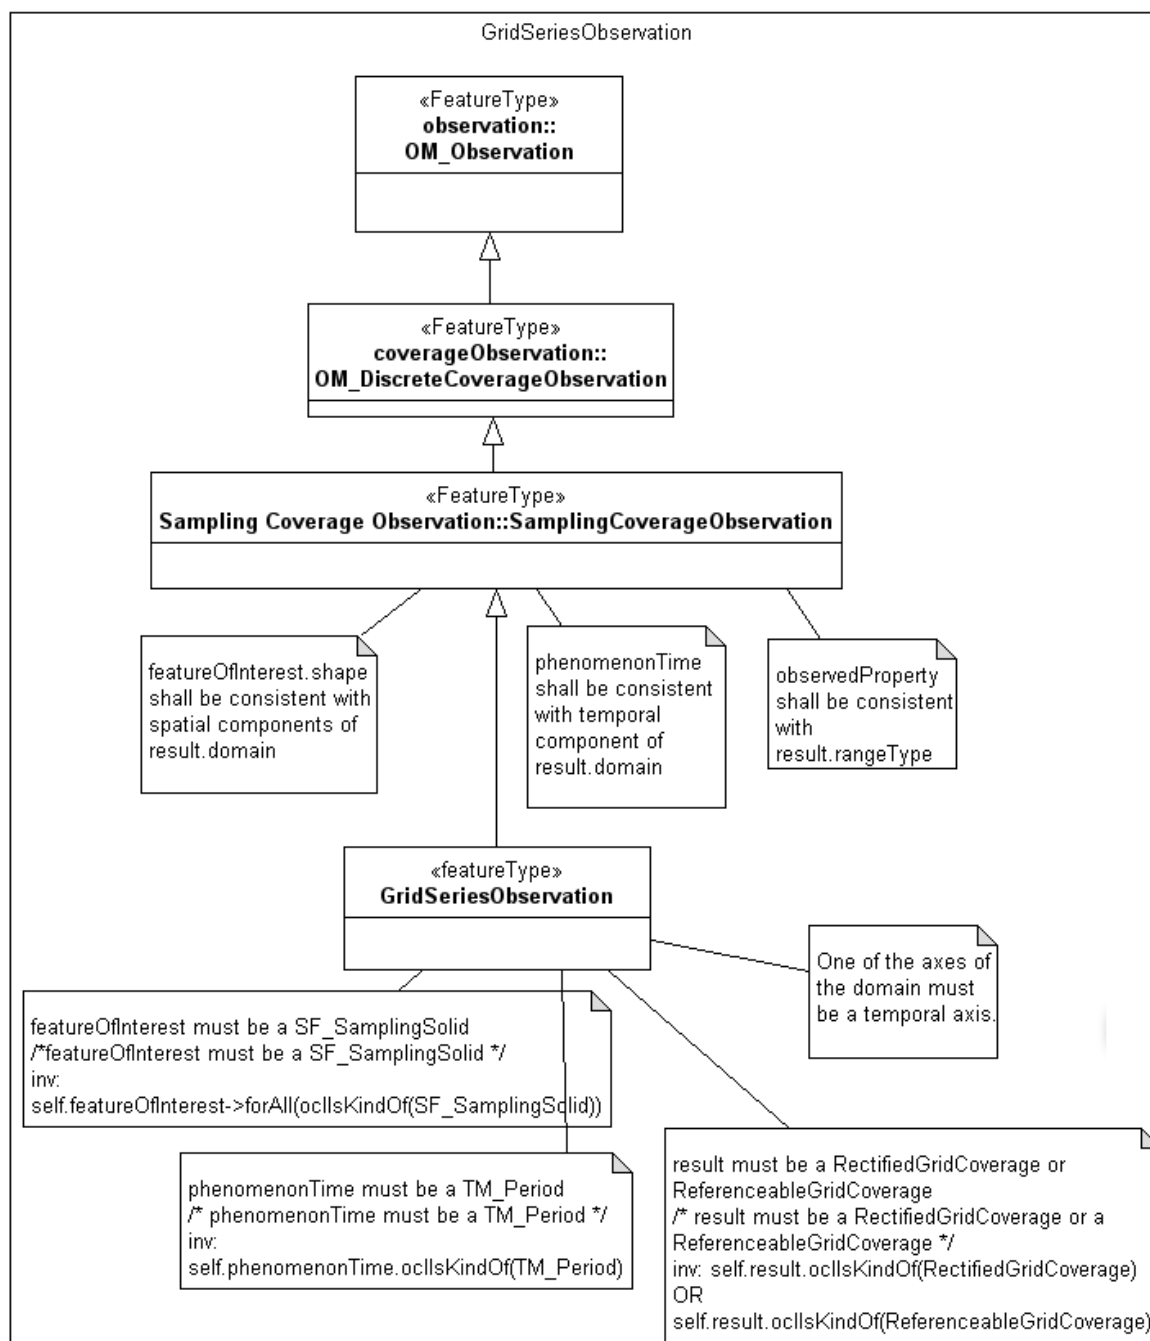 GridSeriesObservation
«FeatureType»
observation::
OM_Observation
«FeatureType»
coverageObservation::
OM_DiscreteCoverageObservation
«FeatureType»
Sampling Coverage Observation::SamplingCoverageObservation
featureOfInterest.shape
shall be consistent with
spatial components of
result.domain
phenomenonTime
shall be consistent
with temporal
component of
result.domain
observedProperty
shall be consistent
with
result.rangeType
«featureType»
GridSeriesObservation
One of the axes of
the domain must
be a temporal axis.
featureOfInterest must be a SF_SamplingSolid
/*featureOfInterest must be a SF_SamplingSolid */
inv:
self.featureOfInterest->forAll(oclIsKindOf(SF_SamplingSolid))
phenomenonTime must be a TM_Period
/* phenomenonTime must be a TM_Period */
inv:
self.phenomenonTime.oclIsKindOf(TM_Period)
result must be a RectifiedGridCoverage or
ReferenceableGridCoverage
/* result must be a RectifiedGridCoverage or a
ReferenceableGridCoverage */
inv: self.result.oclIsKindOf(RectifiedGridCoverage)
OR
self.result.oclIsKindOf(ReferenceableGridCoverage)